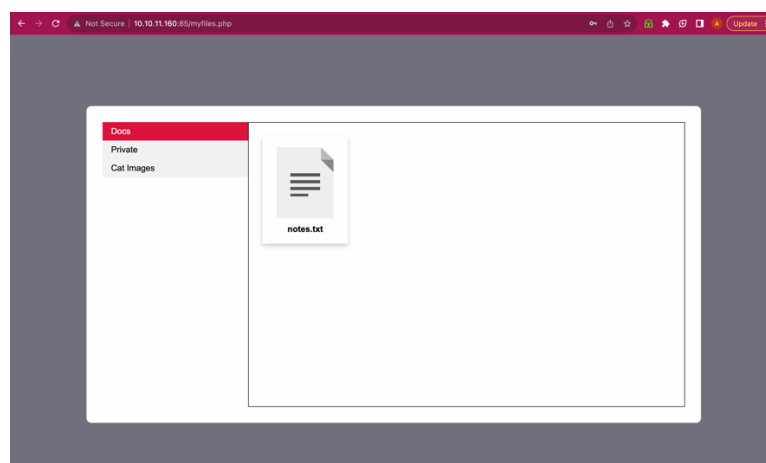 Not Secure | 10.10.11.160:85/myfiles.php
A
Update
Docs
Private
Cat Images
notes.txt